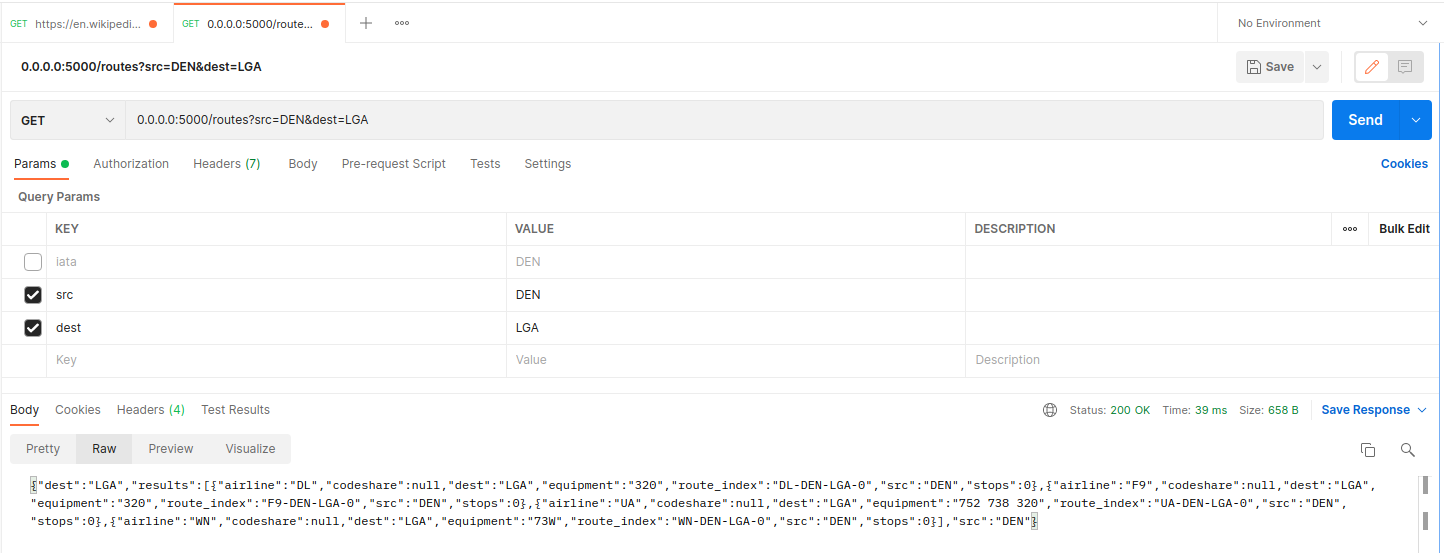 GET https://en.wikipedi... GET 0.0.0.0:5000/route... No Environment
0.0.0.0:5000/routes?src=DEN&dest=LGA Save
GET 0.0.0.0:5000/routes?src=DEN&dest=LGA Send
Params Authorization Headers (7) Body Pre-request Script Tests Settings Cookies
Query Params
KEY VALUE DESCRIPTION Bulk Edit
iata DEN
src DEN
dest LGA
Key Value Description
Body Cookies Headers (4) Test Results Status: 200 OK Time: 39 ms Size: 658 B Save Response
Pretty Raw Preview Visualize
{"dest":"LGA","results":[{"airline":"DL","codeshare":null,"dest":"LGA","equipment":"320","route_index":"DL-DEN-LGA-0","src":"DEN","stops":0},{"airline":"F9","codeshare":null,"dest":"LGA",
"equipment":"320","route_index":"F9-DEN-LGA-0","src":"DEN","stops":0},{"airline":"UA","codeshare":null,"dest":"LGA","equipment":"752 738 320","route_index":"UA-DEN-LGA-0","src":"DEN",
"stops":0},{"airline":"WN","codeshare":null,"dest":"LGA","equipment":"73W","route_index":"WN-DEN-LGA-0","src":"DEN","stops":0}],"src":"DEN"}